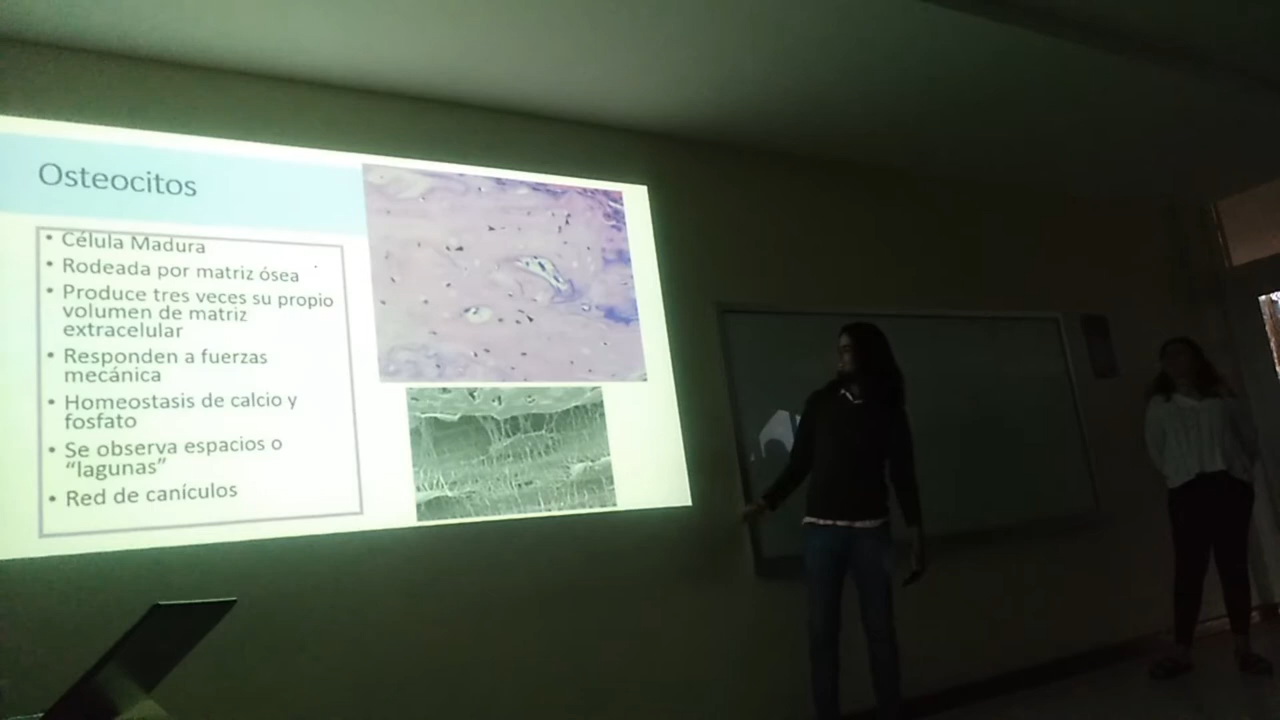 Osteocitos
• Célula Madura
• Rodeada por matriz ósea
• Produce tres veces su propio
volumen de matriz
extracelular
• Responden a fuerzas
mecánica
• Homeostasis de calcio y
fosfato
• Se observa espacios o
“lagunas”
• Red de canículos